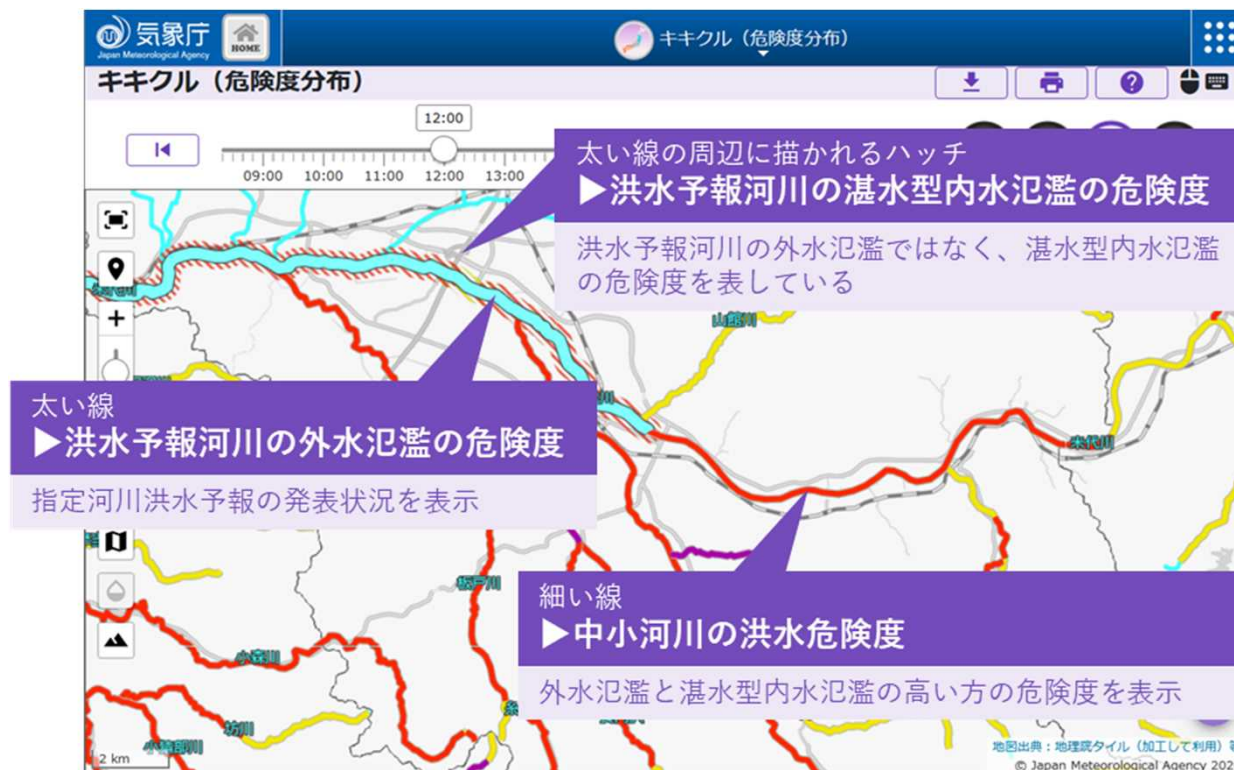 気象庁
Japan Meteorological Agency
HOME
キキクル（危険度分布）
キキクル（危険度分布）
12:00
09:00 10:00 11:00 12:00 13:00
太い線の周辺に描かれるハッチ
▶洪水予報河川の湛水型内水氾濫の危険度
洪水予報河川の外水氾濫ではなく、湛水型内水氾濫
の危険度を表している
山館川
太い線
▶洪水予報河川の外水氾濫の危険度
指定河川洪水予報の発表状況を表示
米代川
板戸川
細い線
▶中小河川の洪水危険度
外水氾濫と湛水型内水氾濫の高い方の危険度を表示
小森川
坊川
2 km
地図出典：地理院タイル（加工して利用）等
© Japan Meteorological Agency 202